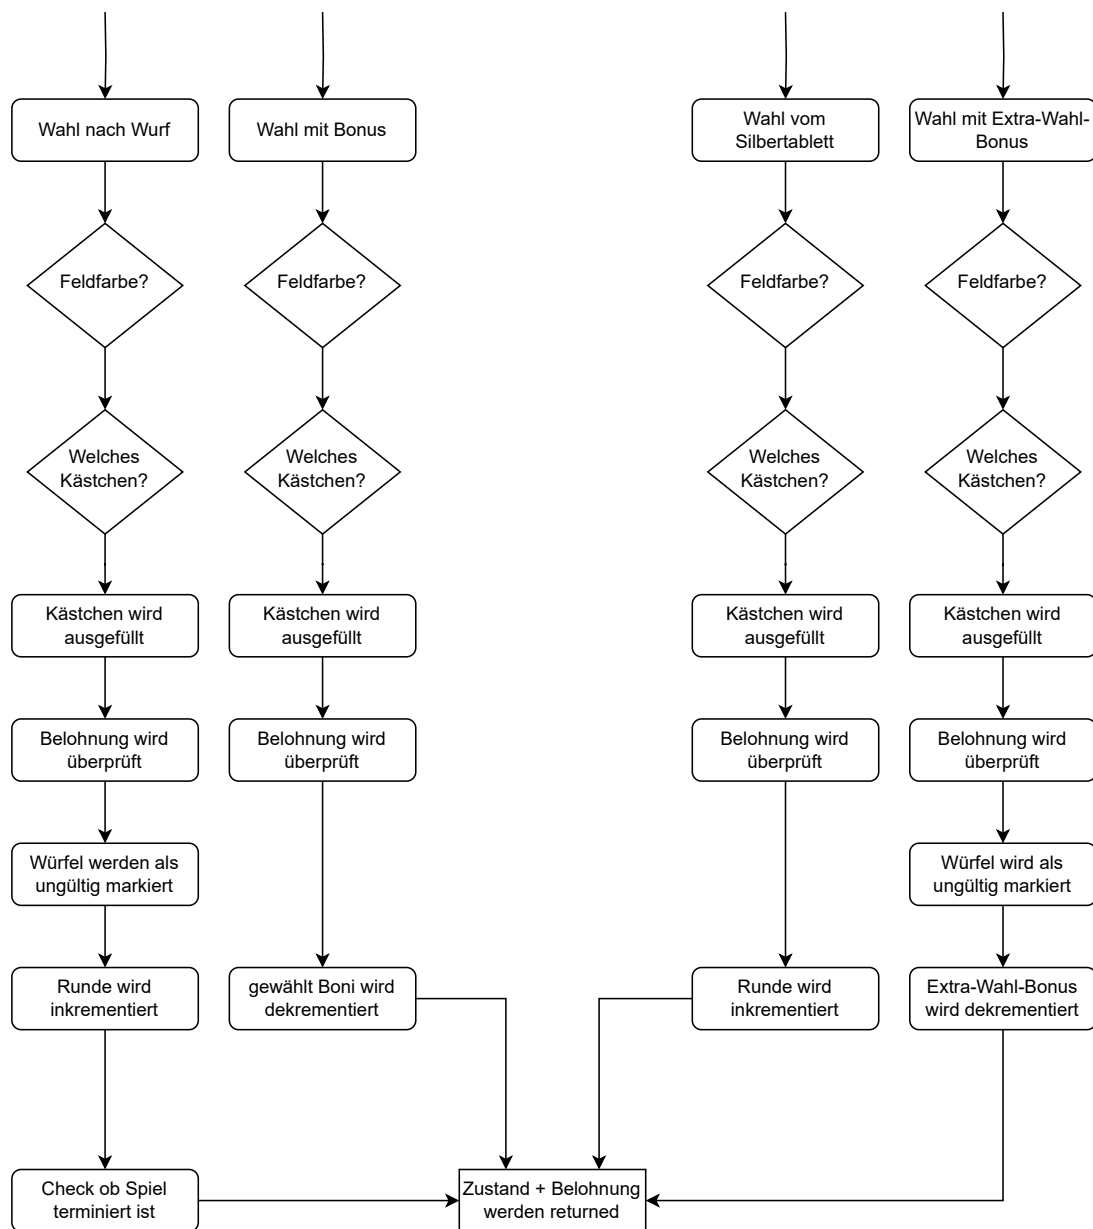 Wahl nach Wurf
Feldfarbe?
Welches
Kästchen?
Kästchen wird
ausgefüllt
Belohnung wird
überprüft
Würfel werden als
ungültig markiert
Runde wird
inkrementiert
Check ob Spiel
terminiert ist
Wahl mit Bonus
Feldfarbe?
Welches
Kästchen?
Kästchen wird
ausgefüllt
Belohnung wird
überprüft
gewählt Boni wird
dekrementiert
Wahl vom
Silbertablett
Feldfarbe?
Welches
Kästchen?
Kästchen wird
ausgefüllt
Belohnung wird
überprüft
Runde wird
inkrementiert
Wahl mit Extra-Wahl-
Bonus
Feldfarbe?
Welches
Kästchen?
Kästchen wird
ausgefüllt
Belohnung wird
überprüft
Würfel wird als
ungültig markiert
Extra-Wahl-Bonus
wird dekrementiert
Zustand + Belohnung
werden returned